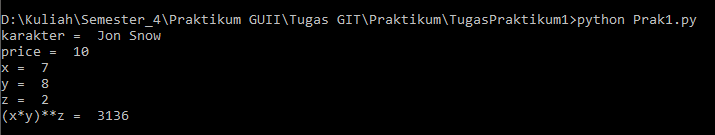 D:\Kuliah\Semester_4\Praktikum GUII\Tugas GIT\Praktikum\TugasPraktikum1>python Prak1.py
karakter =  Jon Snow
price =  10
x =  7
y =  8
z =  2
(x*y)**z =  3136